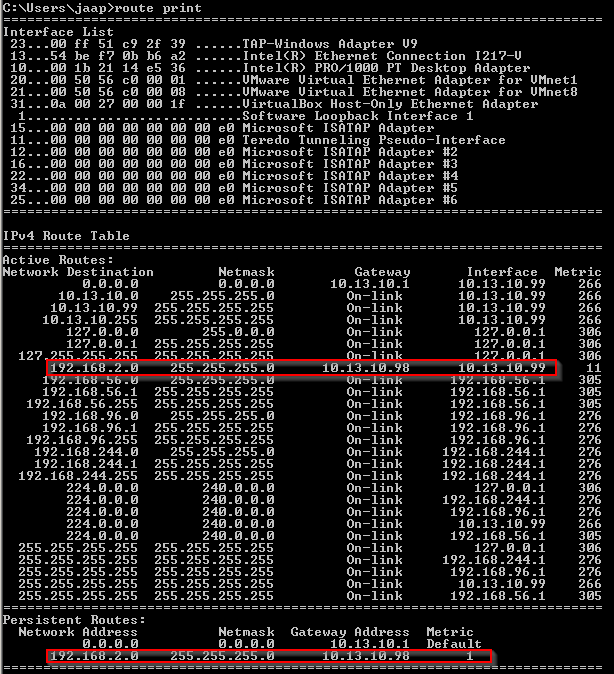 C:\Users\jaap>route print
===========================================================================
Interface List
23...00 ff 51 c9 2f 39 ......TAP-Windows Adapter V9
13...54 be f7 0b b6 a2 ......Intel(R) Ethernet Connection I217-V
10...00 1b 21 14 e5 36 ......Intel(R) PRO/1000 PT Desktop Adapter
20...00 50 56 c0 00 01 ......VMware Virtual Ethernet Adapter for VMnet1
21...00 50 56 c0 00 08 ......VMware Virtual Ethernet Adapter for VMnet8
31...0a 00 27 00 00 1f ......VirtualBox Host-Only Ethernet Adapter
1...........................Software Loopback Interface 1
15...00 00 00 00 00 00 00 e0 Microsoft ISATAP Adapter
11...00 00 00 00 00 00 00 e0 Teredo Tunneling Pseudo-Interface
12...00 00 00 00 00 00 00 e0 Microsoft ISATAP Adapter #2
16...00 00 00 00 00 00 00 e0 Microsoft ISATAP Adapter #3
22...00 00 00 00 00 00 00 e0 Microsoft ISATAP Adapter #4
34...00 00 00 00 00 00 00 e0 Microsoft ISATAP Adapter #5
25...00 00 00 00 00 00 00 e0 Microsoft ISATAP Adapter #6
===========================================================================
IPv4 Route Table
===========================================================================
Active Routes:
Network Destination Netmask Gateway Interface Metric
0.0.0.0 0.0.0.0 10.13.10.1 10.13.10.99 266
10.13.10.0 255.255.255.0 On-link 10.13.10.99 266
10.13.10.99 255.255.255.255 On-link 10.13.10.99 266
10.13.10.255 255.255.255.255 On-link 10.13.10.99 266
127.0.0.0 255.0.0.0 On-link 127.0.0.1 306
127.0.0.1 255.255.255.255 On-link 127.0.0.1 306
127.255.255.255 255.255.255.255 On-link 127.0.0.1 306
192.168.2.0 255.255.255.0 10.13.10.98 10.13.10.99 11
192.168.56.0 255.255.255.0 On-link 192.168.56.1 305
192.168.56.1 255.255.255.255 On-link 192.168.56.1 305
192.168.56.255 255.255.255.255 On-link 192.168.56.1 305
192.168.96.0 255.255.255.0 On-link 192.168.96.1 276
192.168.96.1 255.255.255.255 On-link 192.168.96.1 276
192.168.96.255 255.255.255.255 On-link 192.168.96.1 276
192.168.244.0 255.255.255.0 On-link 192.168.244.1 276
192.168.244.1 255.255.255.255 On-link 192.168.244.1 276
192.168.244.255 255.255.255.255 On-link 192.168.244.1 276
224.0.0.0 240.0.0.0 On-link 127.0.0.1 306
224.0.0.0 240.0.0.0 On-link 192.168.244.1 276
224.0.0.0 240.0.0.0 On-link 192.168.96.1 276
224.0.0.0 240.0.0.0 On-link 10.13.10.99 266
224.0.0.0 240.0.0.0 On-link 192.168.56.1 305
255.255.255.255 255.255.255.255 On-link 127.0.0.1 306
255.255.255.255 255.255.255.255 On-link 192.168.244.1 276
255.255.255.255 255.255.255.255 On-link 192.168.96.1 276
255.255.255.255 255.255.255.255 On-link 10.13.10.99 266
255.255.255.255 255.255.255.255 On-link 192.168.56.1 305
===========================================================================
Persistent Routes:
Network Address Netmask Gateway Address Metric
0.0.0.0 0.0.0.0 10.13.10.1 Default
192.168.2.0 255.255.255.0 10.13.10.98 1
===========================================================================